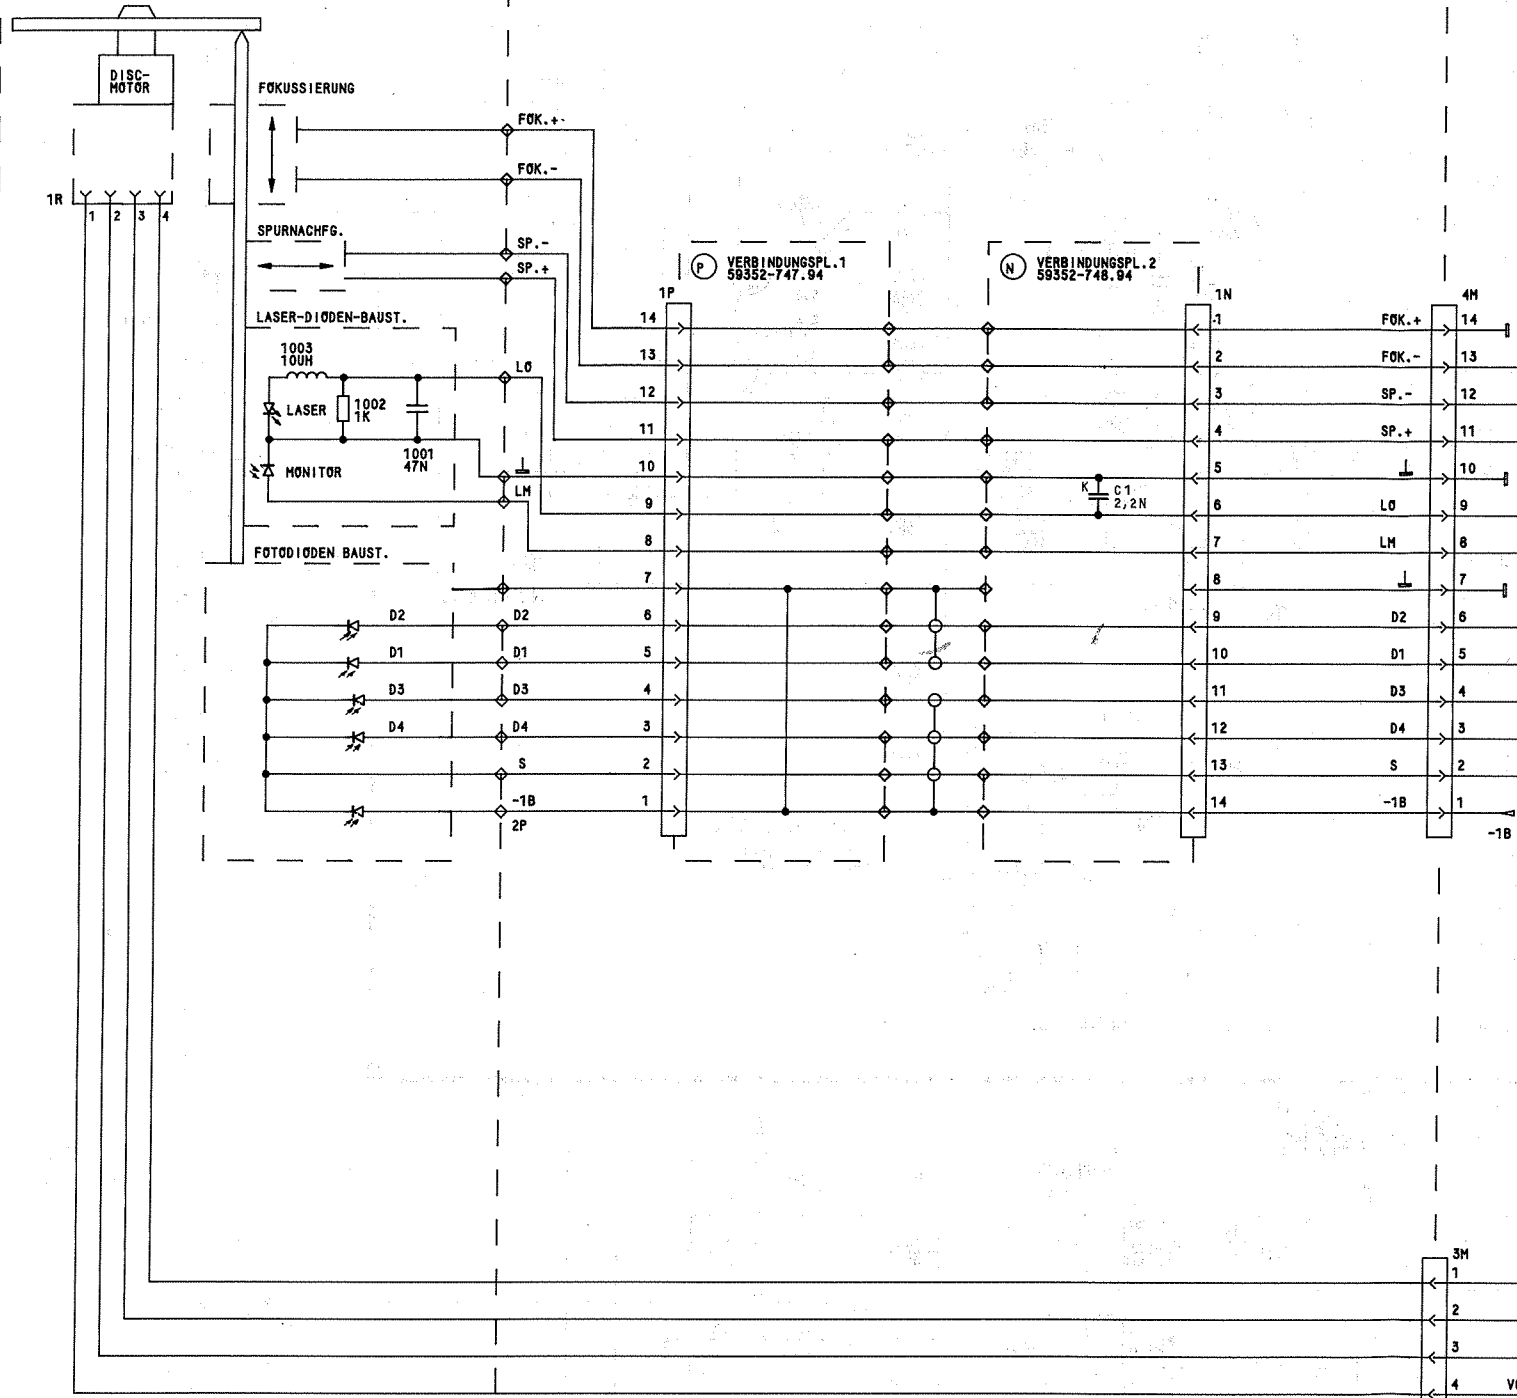 DISC-
MOTOR
FOKUSSIERUNG
FOK.+
FOK.-
1R
1 2 3 4
SPURNACHFG.
SP.-
SP.+
P VERBINDUNGSPL.1
59352-747.94
N VERBINDUNGSPL.2
59352-748.94
1P
1N
4M
LASER-DIODEN-BAUST.
14 1 FOK.+ 14
1003
10UH
13 2 FOK.- 13
LO
12 3 SP.- 12
LASER
1002
1K
11 4 SP.+ 11
1001
47N
MONITOR
10 5 10
LM
K C1
2,2N
9 6 LO 9
8 7 LM 8
FOTODIODEN BAUST.
7 8 7
D2 D2 6 9 D2 6
D1 D1 5 10 D1 5
D3 D3 4 11 D3 4
D4 D4 3 12 D4 3
S 2 13 S 2
-1B 1 14 -1B 1
2P
-1B
3M
1
2
3
4